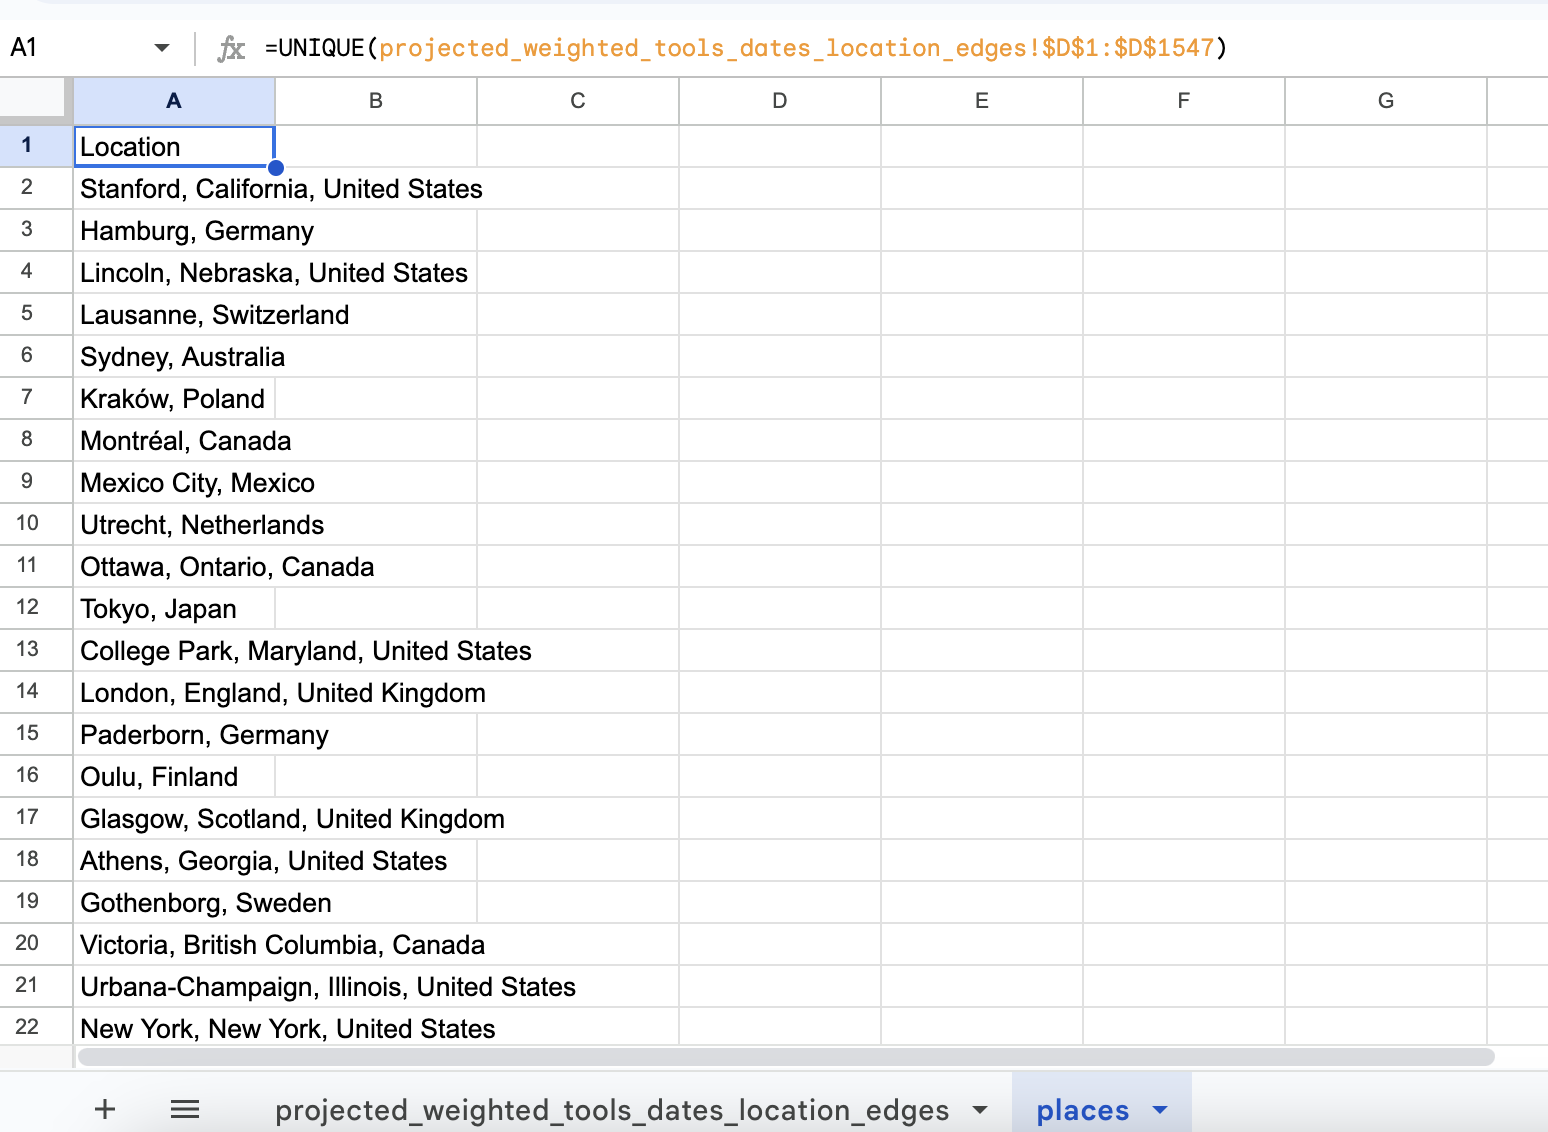 A1 fx =UNIQUE(projected_weighted_tools_dates_location_edges!$D$1:$D$1547)
A B C D E F G
1 Location
2 Stanford, California, United States
3 Hamburg, Germany
4 Lincoln, Nebraska, United States
5 Lausanne, Switzerland
6 Sydney, Australia
7 Kraków, Poland
8 Montréal, Canada
9 Mexico City, Mexico
10 Utrecht, Netherlands
11 Ottawa, Ontario, Canada
12 Tokyo, Japan
13 College Park, Maryland, United States
14 London, England, United Kingdom
15 Paderborn, Germany
16 Oulu, Finland
17 Glasgow, Scotland, United Kingdom
18 Athens, Georgia, United States
19 Gothenborg, Sweden
20 Victoria, British Columbia, Canada
21 Urbana-Champaign, Illinois, United States
22 New York, New York, United States
+ projected_weighted_tools_dates_location_edges places